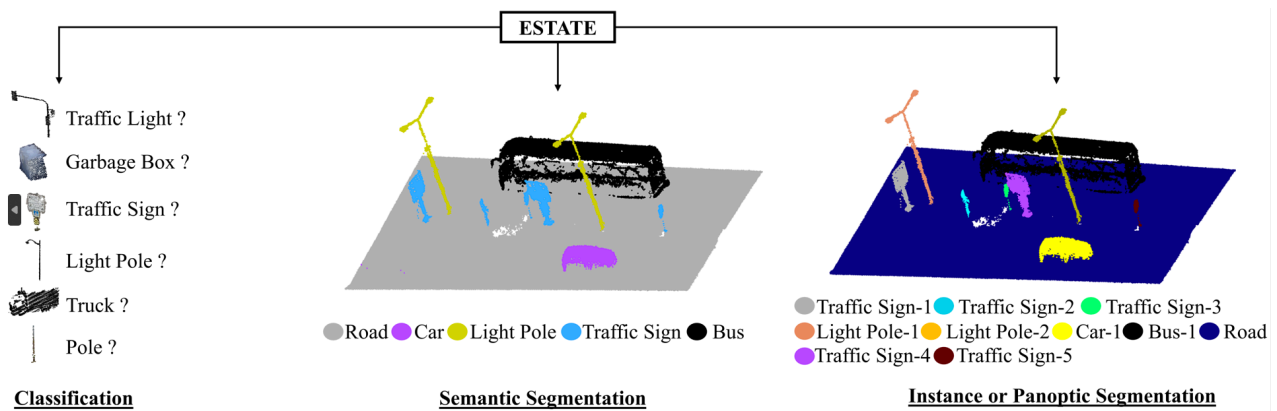 ESTATE
Traffic Light ?
Garbage Box ?
Traffic Sign ?
Light Pole ?
Truck ?
Pole ?
Classification
Road Car Light Pole Traffic Sign Bus
Semantic Segmentation
Traffic Sign-1 Traffic Sign-2 Traffic Sign-3
Light Pole-1 Light Pole-2 Car-1 Bus-1 Road
Traffic Sign-4 Traffic Sign-5
Instance or Panoptic Segmentation